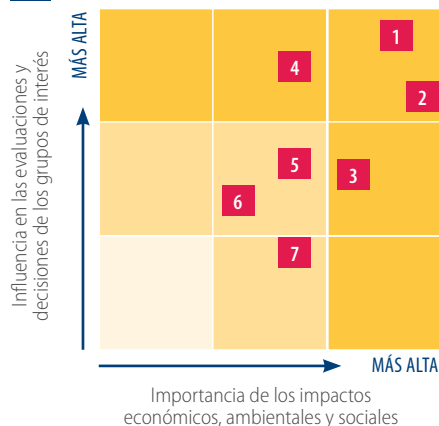 MÁS ALTA
Influencia en las evaluaciones y
decisiones de los grupos de interés
1
4
2
5
3
6
7
MÁS ALTA
Importancia de los impactos
económicos, ambientales y sociales